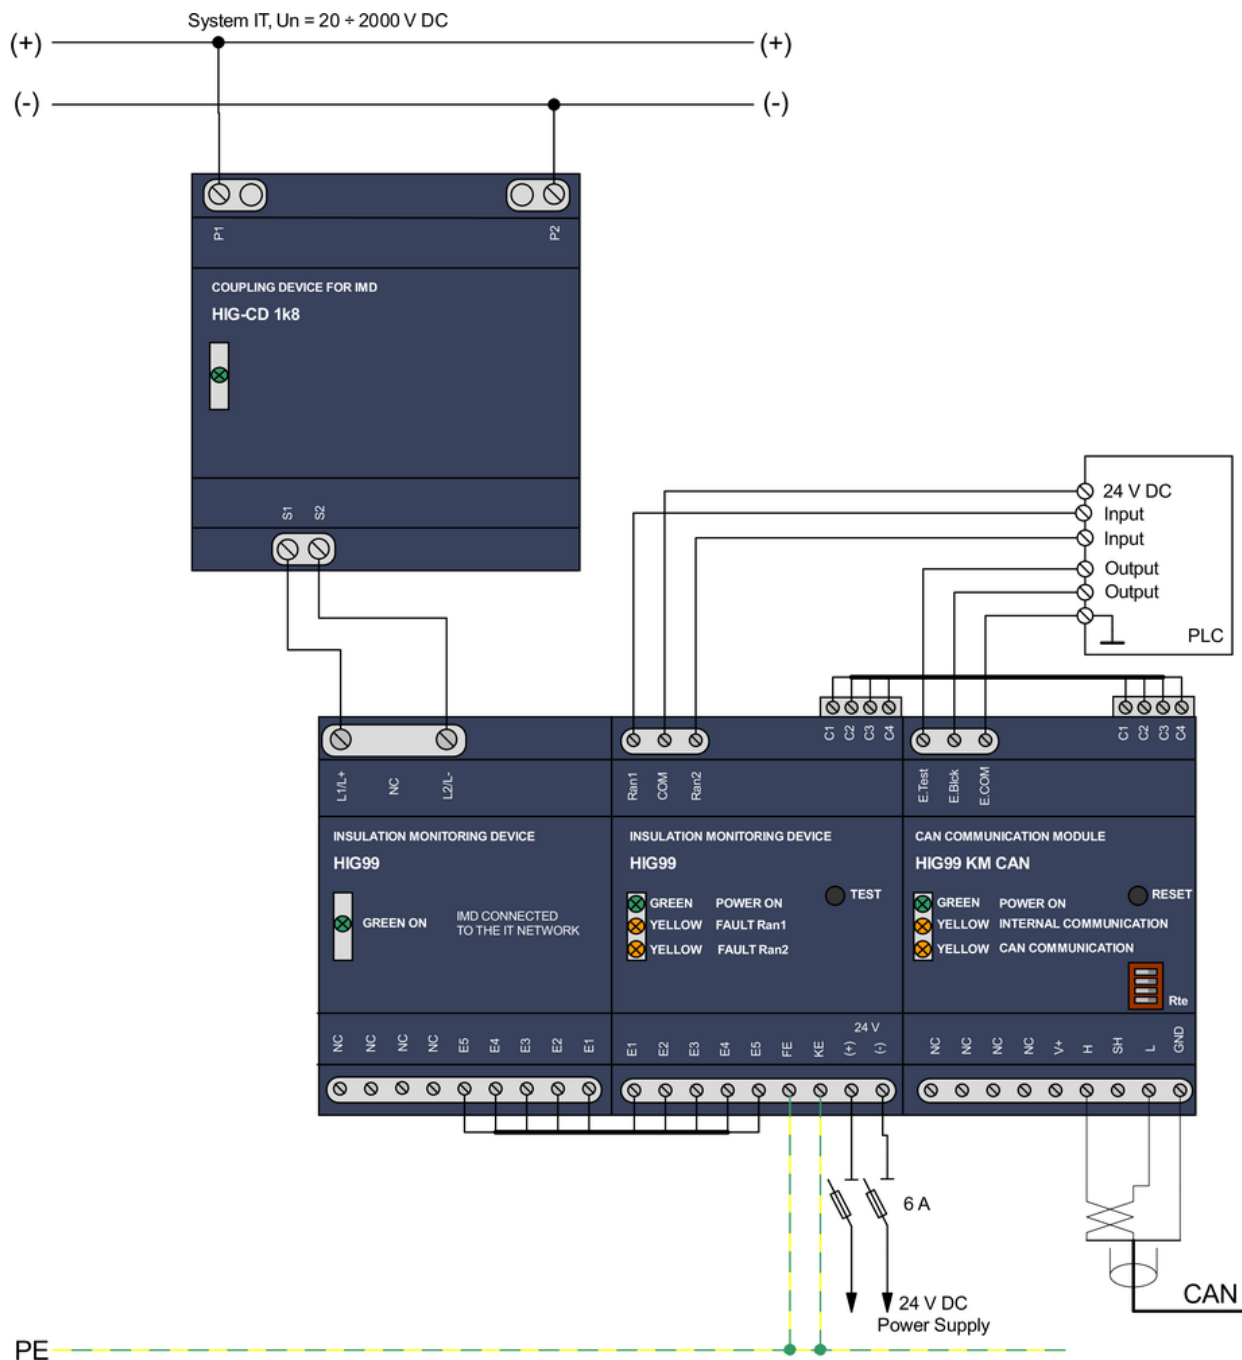 System IT, Un = 20 ÷ 2000 V DC
(+) (+)
(-) (-)
P1 P2
COUPLING DEVICE FOR IMD
HIG-CD 1k8
S1 S2
24 V DC
Input
Input
Output
Output
PLC
L1/L+ NC L2/L-
Ran1 COM Ran2
C1 C2 C3 C4
E.Test E.Blck E.COM
C1 C2 C3 C4
INSULATION MONITORING DEVICE
HIG99
GREEN ON
IMD CONNECTED
TO THE IT NETWORK
INSULATION MONITORING DEVICE
HIG99
TEST
GREEN POWER ON
YELLOW FAULT Ran1
YELLOW FAULT Ran2
CAN COMMUNICATION MODULE
HIG99 KM CAN
RESET
GREEN POWER ON
YELLOW INTERNAL COMMUNICATION
YELLOW CAN COMMUNICATION
Rte
NC NC NC NC E5 E4 E3 E2 E1
24 V
E1 E2 E3 E4 E5 FE KE (+) (-)
NC NC NC NC V+ H SH L GND
6 A
24 V DC
Power Supply
CAN
PE